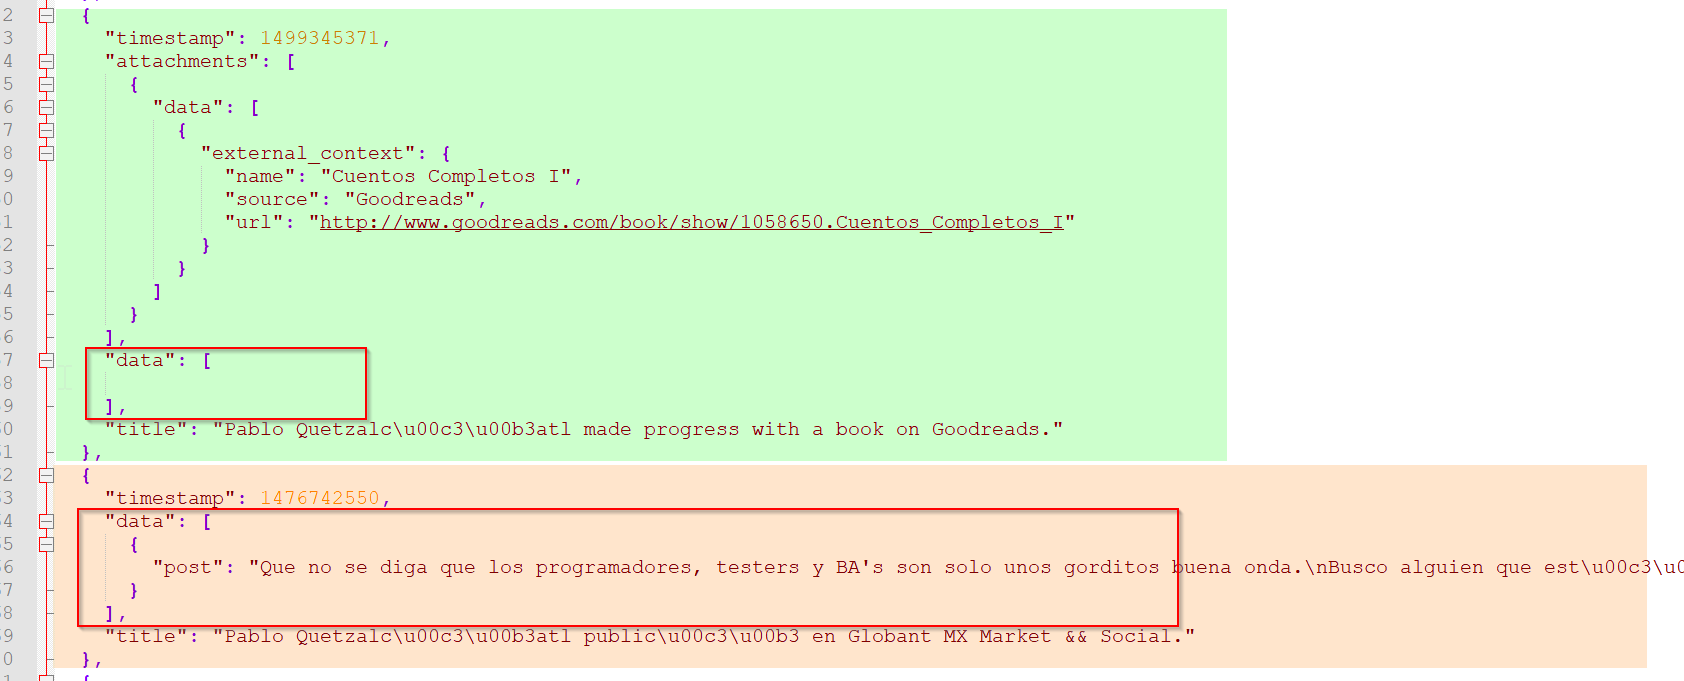 2 {
3 "timestamp": 1499345371,
4 "attachments": [
5 {
6 "data": [
7 {
8 "external_context": {
9 "name": "Cuentos Completos I",
0 "source": "Goodreads",
1 "url": "http://www.goodreads.com/book/show/1058650.Cuentos_Completos_I"
2 }
3 }
4 ]
5 }
6 ],
7 "data": [
8
9 ],
0 "title": "Pablo Quetzalc\u00c3\u00b3atl made progress with a book on Goodreads."
1 },
2 {
3 "timestamp": 1476742550,
4 "data": [
5 {
6 "post": "Que no se diga que los programadores, testers y BA's son solo unos gorditos buena onda.\nBusco alguien que est\u00c3\u0
7 }
8 ],
9 "title": "Pablo Quetzalc\u00c3\u00b3atl public\u00c3\u00b3 en Globant MX Market && Social."
0 },
1 {